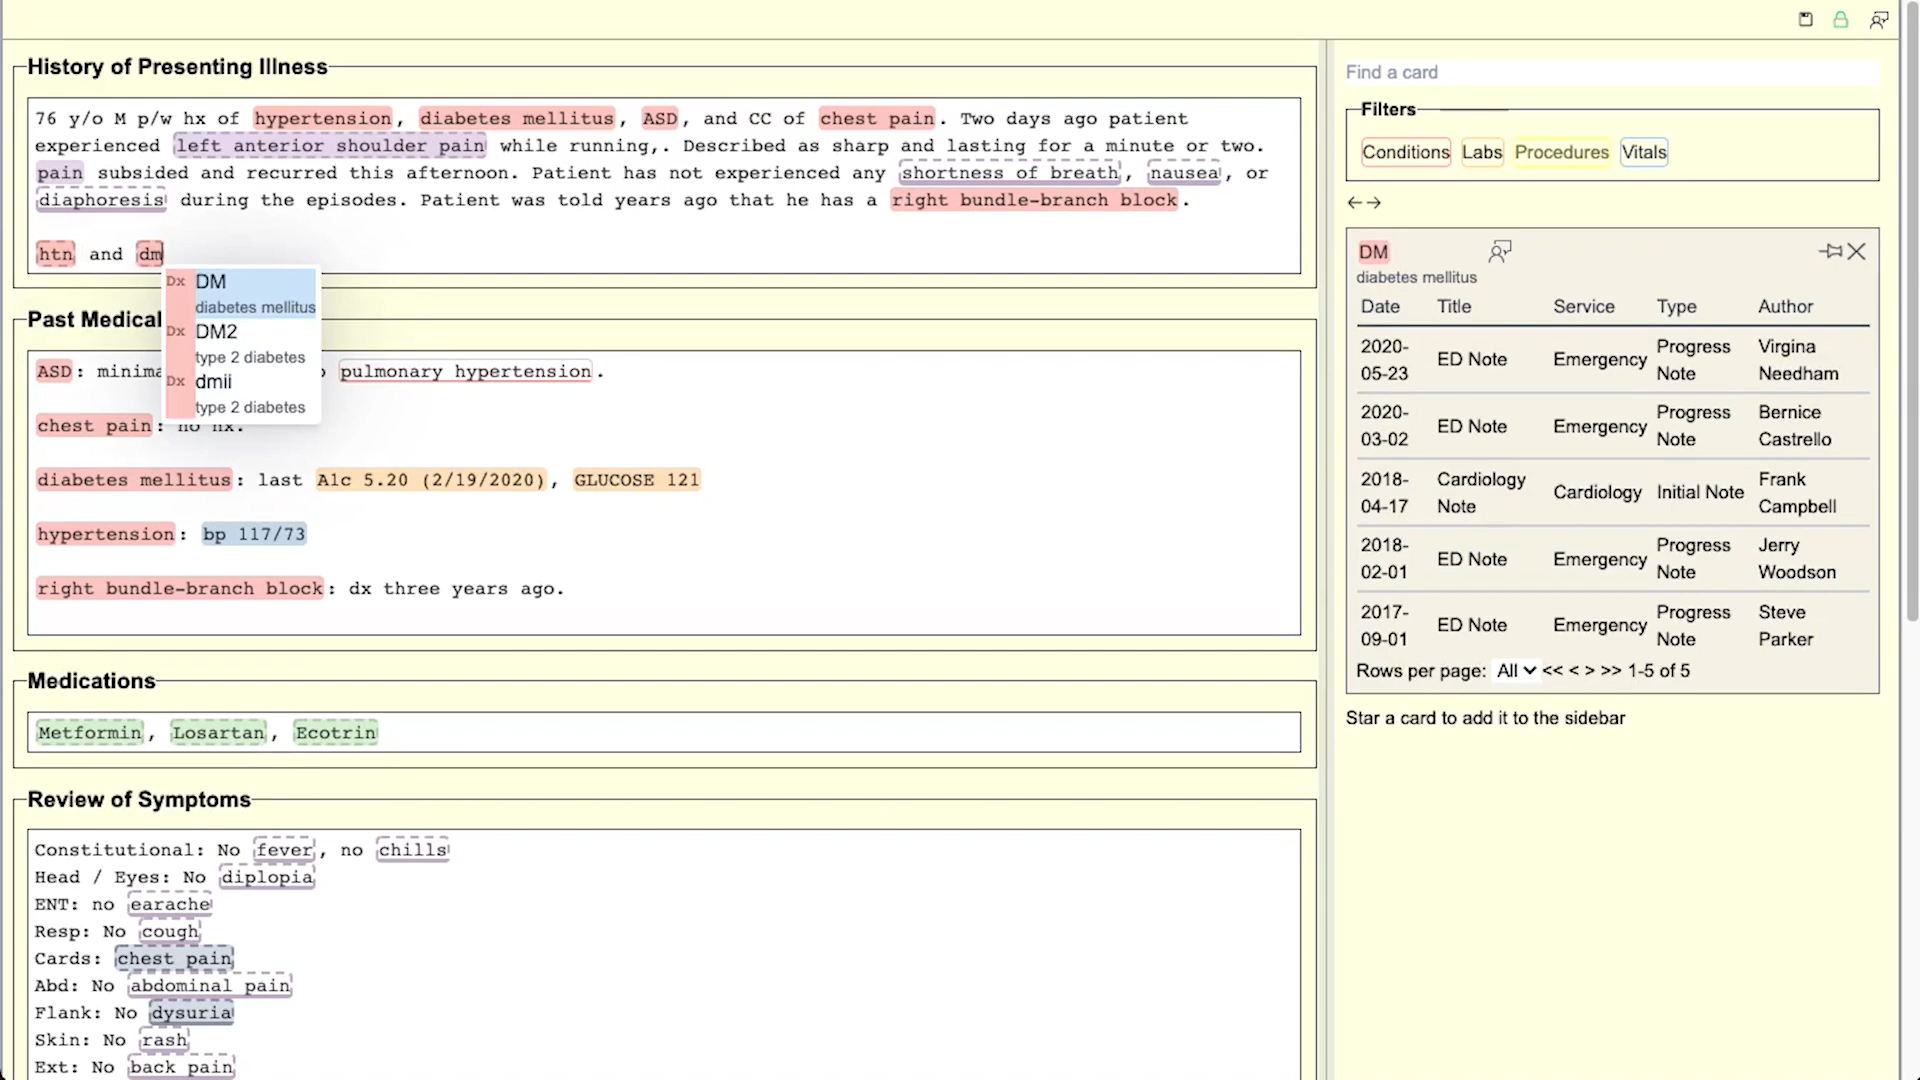 History of Presenting Illness
76 y/o M p/w hx of hypertension, diabetes mellitus, ASD, and CC of chest pain. Two days ago patient
experienced left anterior shoulder pain while running,. Described as sharp and lasting for a minute or two.
pain subsided and recurred this afternoon. Patient has not experienced any shortness of breath, nausea, or
diaphoresis during the episodes. Patient was told years ago that he has a right bundle-branch block.
htn and dm
Dx DM
diabetes mellitus
Dx DM2
type 2 diabetes
Dx dmii
type 2 diabetes
Past Medical
ASD: minima pulmonary hypertension.
chest pain: no hx.
diabetes mellitus: last A1c 5.20 (2/19/2020), GLUCOSE 121
hypertension: bp 117/73
right bundle-branch block: dx three years ago.
Medications
Metformin, Losartan, Ecotrin
Review of Symptoms
Constitutional: No fever, no chills
Head / Eyes: No diplopia
ENT: no earache
Resp: No cough
Cards: chest pain
Abd: No abdominal pain
Flank: No dysuria
Skin: No rash
Ext: No back pain
Find a card
Filters
Conditions Labs Procedures Vitals
←→
DM
diabetes mellitus
Date Title Service Type Author
2020-05-23 ED Note Emergency Progress Note Virgina Needham
2020-03-02 ED Note Emergency Progress Note Bernice Castrello
2018-04-17 Cardiology Note Cardiology Initial Note Frank Campbell
2018-02-01 ED Note Emergency Progress Note Jerry Woodson
2017-09-01 ED Note Emergency Progress Note Steve Parker
Rows per page: All << < > >> 1-5 of 5
Star a card to add it to the sidebar